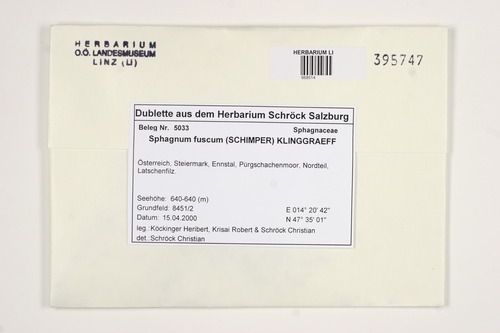 HERBARIUM
O.Ö. LANDESMUSEUM
LINZ (LI)
HERBARIUM LI
395747
Dublette aus dem Herbarium Schröck Salzburg
Beleg Nr. 5033 Sphagnaceae
Sphagnum fuscum (SCHIMPER) KLINGGRAEFF
Österreich, Steiermark, Ennstal, Pürgschachenmoor, Nordteil,
Latschenfilz.
Seehöhe: 640-640 (m)
Grundfeld: 8451/2 E 014° 20' 42"
Datum: 15.04.2000 N 47° 35' 01"
leg.: Köckinger Heribert, Krisai Robert & Schröck Christian
det.: Schröck Christian